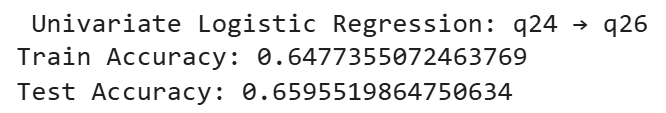 Univariate Logistic Regression: q24 → q26
Train Accuracy: 0.6477355072463769
Test Accuracy: 0.6595519864750634